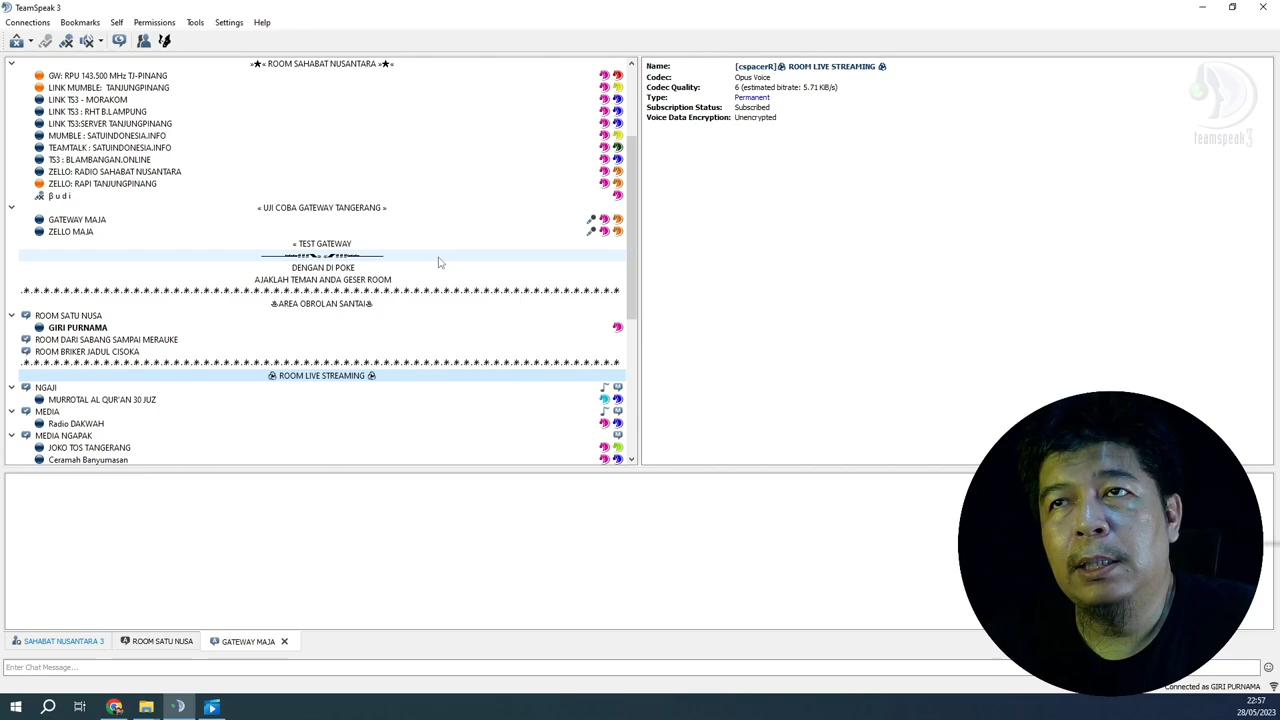 TeamSpeak 3
Connections Bookmarks Self Permissions Tools Settings Help
»★« ROOM SAHABAT NUSANTARA »★«
GW: RPU 143.500 MHz TJ-PINANG
LINK MUMBLE: TANJUNGPINANG
LINK TS3 - MORAKOM
LINK TS3 : RHT B.LAMPUNG
LINK TS3:SERVER TANJUNGPINANG
MUMBLE : SATUINDONESIA.INFO
TEAMTALK : SATUINDONESIA.INFO
TS3 : BLAMBANGAN.ONLINE
ZELLO: RADIO SAHABAT NUSANTARA
ZELLO: RAPI TANJUNGPINANG
β u d i
« UJI COBA GATEWAY TANGERANG »
GATEWAY MAJA
ZELLO MAJA
« TEST GATEWAY
DENGAN DI POKE
AJAKLAH TEMAN ANDA GESER ROOM
AREA OBROLAN SANTAI
ROOM SATU NUSA
GIRI PURNAMA
ROOM DARI SABANG SAMPAI MERAUKE
ROOM BRIKER JADUL CISOKA
ROOM LIVE STREAMING
NGAJI
MURROTAL AL QUR'AN 30 JUZ
MEDIA
Radio DAKWAH
MEDIA NGAPAK
JOKO TOS TANGERANG
Ceramah Banyumasan
Name: [cspacerR] ROOM LIVE STREAMING
Codec: Opus Voice
Codec Quality: 6 (estimated bitrate: 5.71 KiB/s)
Type: Permanent
Subscription Status: Subscribed
Voice Data Encryption: Unencrypted
teamspeak3
SAHABAT NUSANTARA 3 ROOM SATU NUSA GATEWAY MAJA
Enter Chat Message...
Connected as GIRI PURNAMA
22:57
28/05/2023